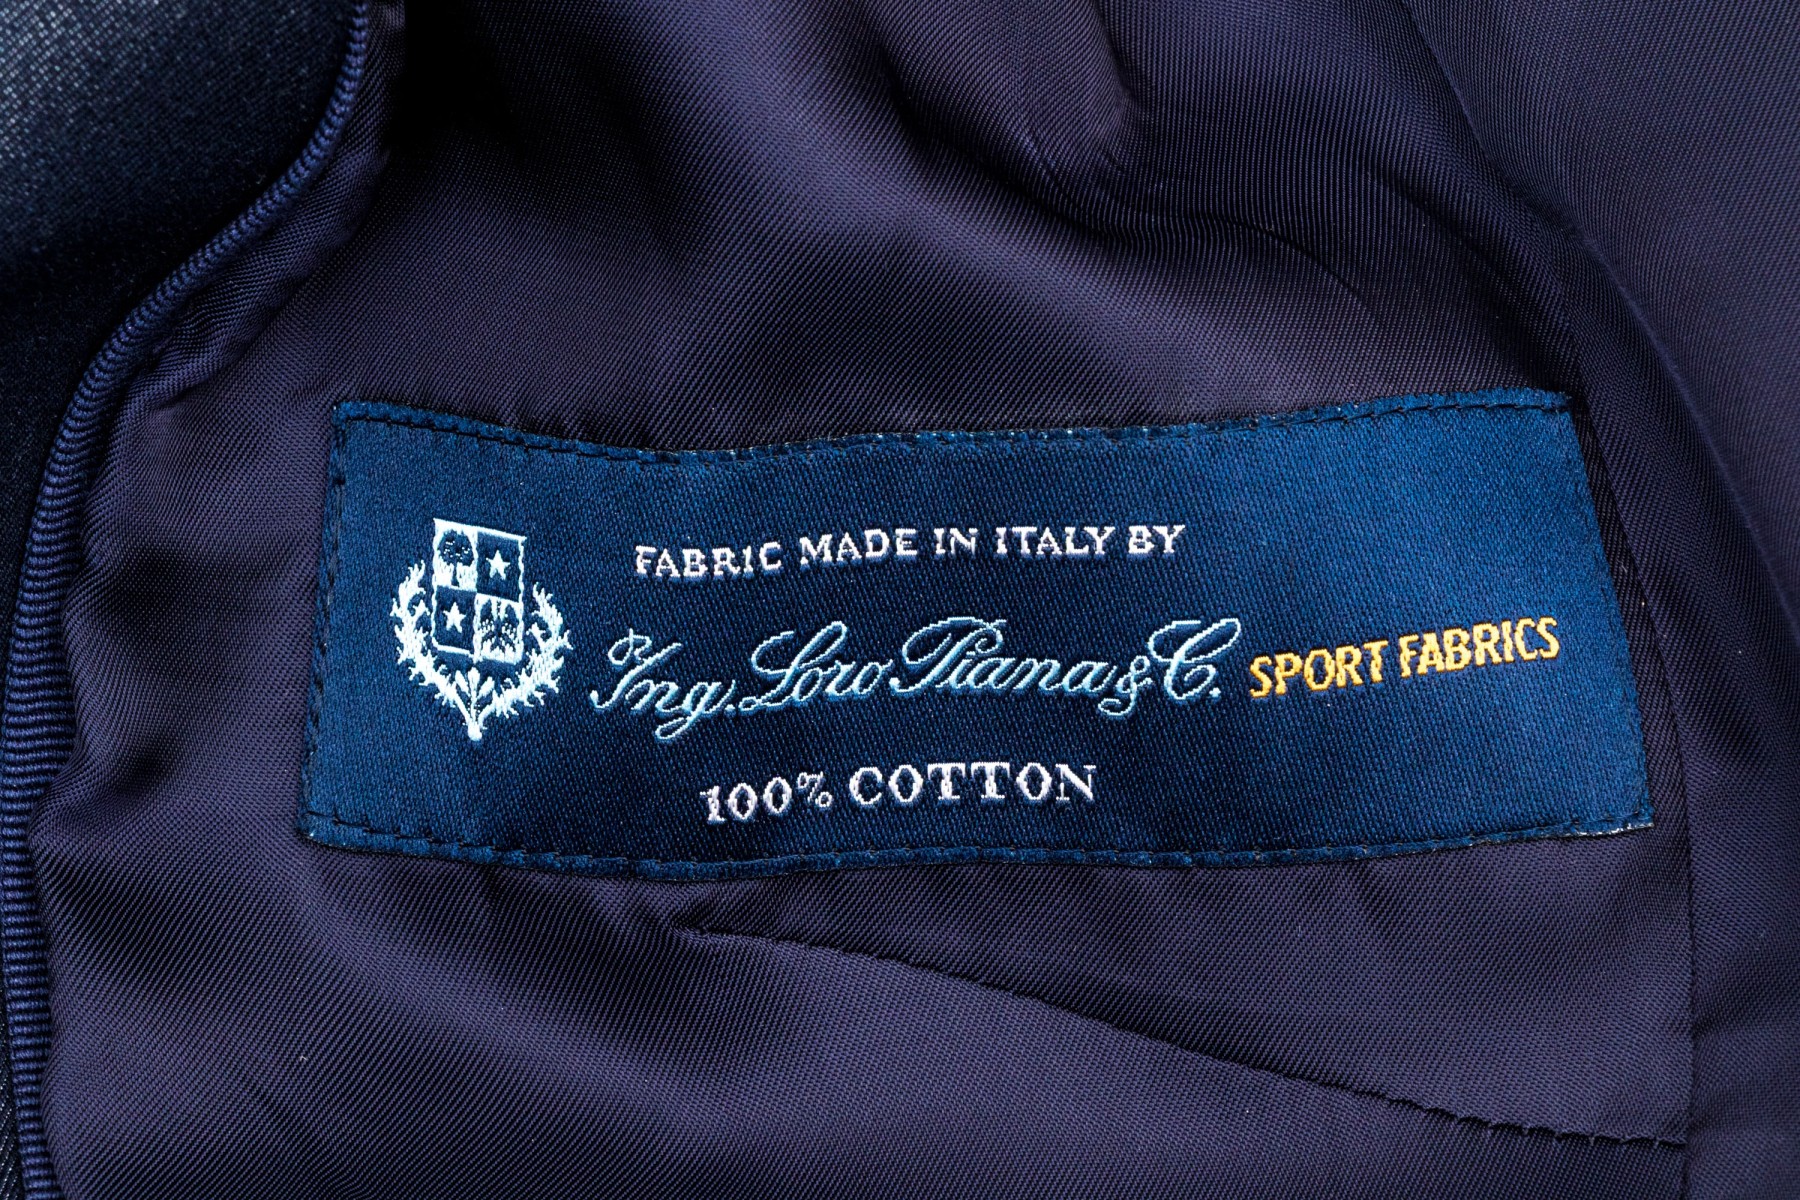 FABRIC MADE IN ITALY BY
Ing. Loro Piana & C. SPORT FABRICS
100% COTTON